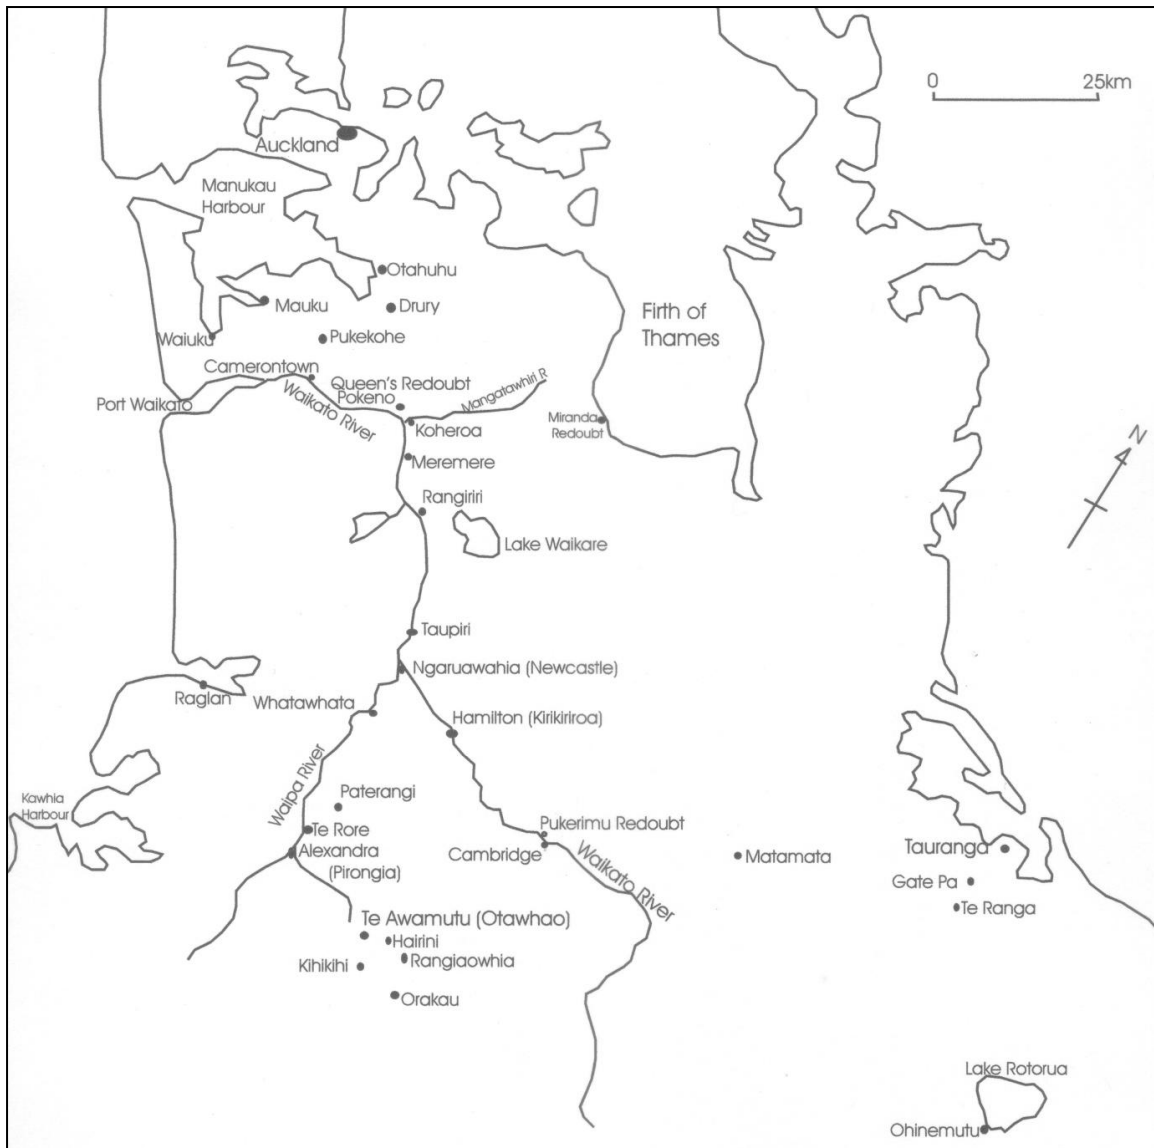 0 25km
Auckland
Manukau
Harbour
N
Otahuhu
Mauku
Drury
Firth of
Thames
Waiuku
Pukekohe
Camerontown
Queen's Redoubt
Pokeno
Mangatawhiri R
Port Waikato
Waikato River
Koheroa
Miranda
Redoubt
Meremere
Rangiriri
Lake Waikare
Taupiri
Ngaruawahia (Newcastle)
Raglan
Whatawhata
Hamilton (Kirikiriroa)
Waipa River
Kawhia
Harbour
Paterangi
Te Rore
Pukerimu Redoubt
Alexandra
(Pirongia)
Cambridge
Waikato River
Matamata
Tauranga
Gate Pa
Te Ranga
Te Awamutu (Otawhao)
Hairini
Kihikihi
Rangiaowhia
Orakau
Lake Rotorua
Ohinemutu